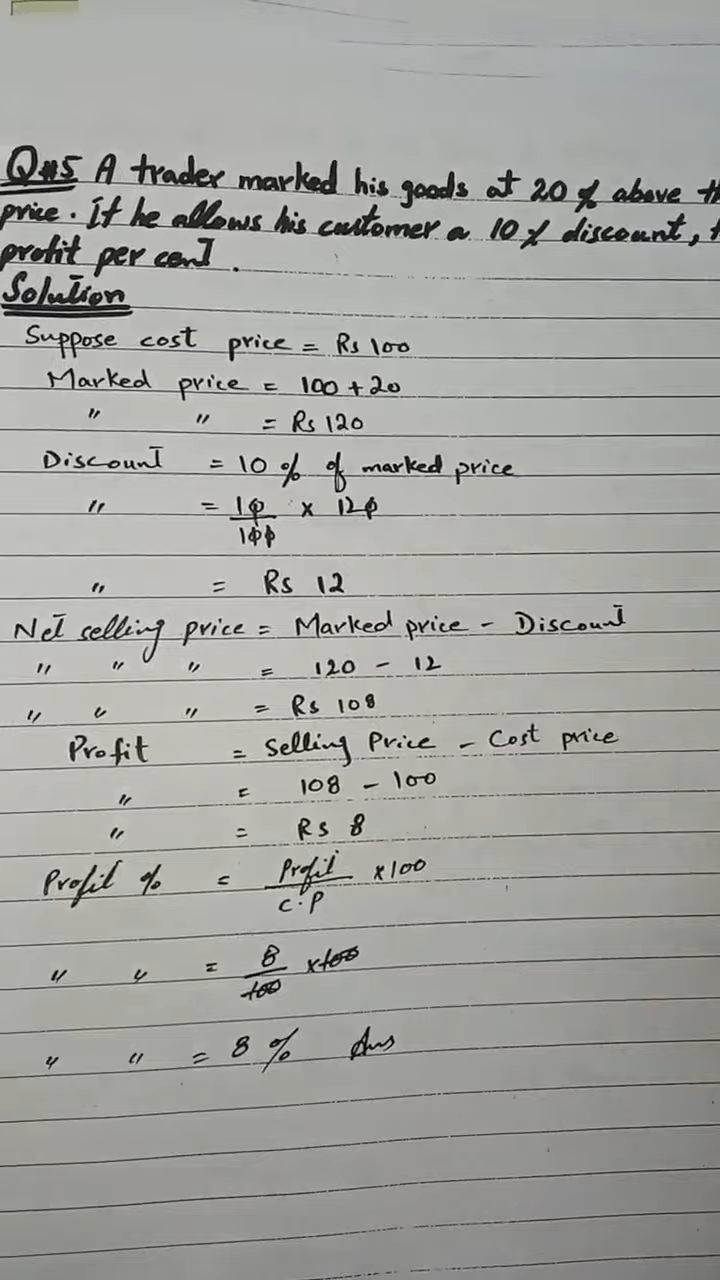 Q#5 A trader marked his goods at 20% above
price. If he allows his customer a 10% discount,
profit per cent.
Solution
Suppose cost price = Rs 100
Marked price = 100 + 20
" " = Rs 120
Discount = 10% of marked price
" = 10/100 × 120
" = Rs 12
Net selling price = Marked price - Discount
" " " = 120 - 12
" " " = Rs 108
Profit = Selling Price - Cost price
" = 108 - 100
" = Rs 8
Profit % = Profit/C.P ×100
" " = 8/100 ×100
" " = 8% Ans